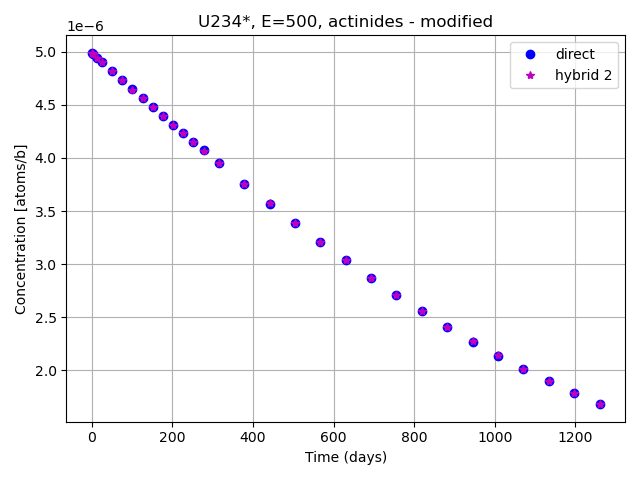 U234*, E=500, actinides - modified
1e−6
direct
hybrid 2
5.0
4.5
4.0
3.5
3.0
2.5
2.0
Concentration [atoms/b]
0 200 400 600 800 1000 1200
Time (days)